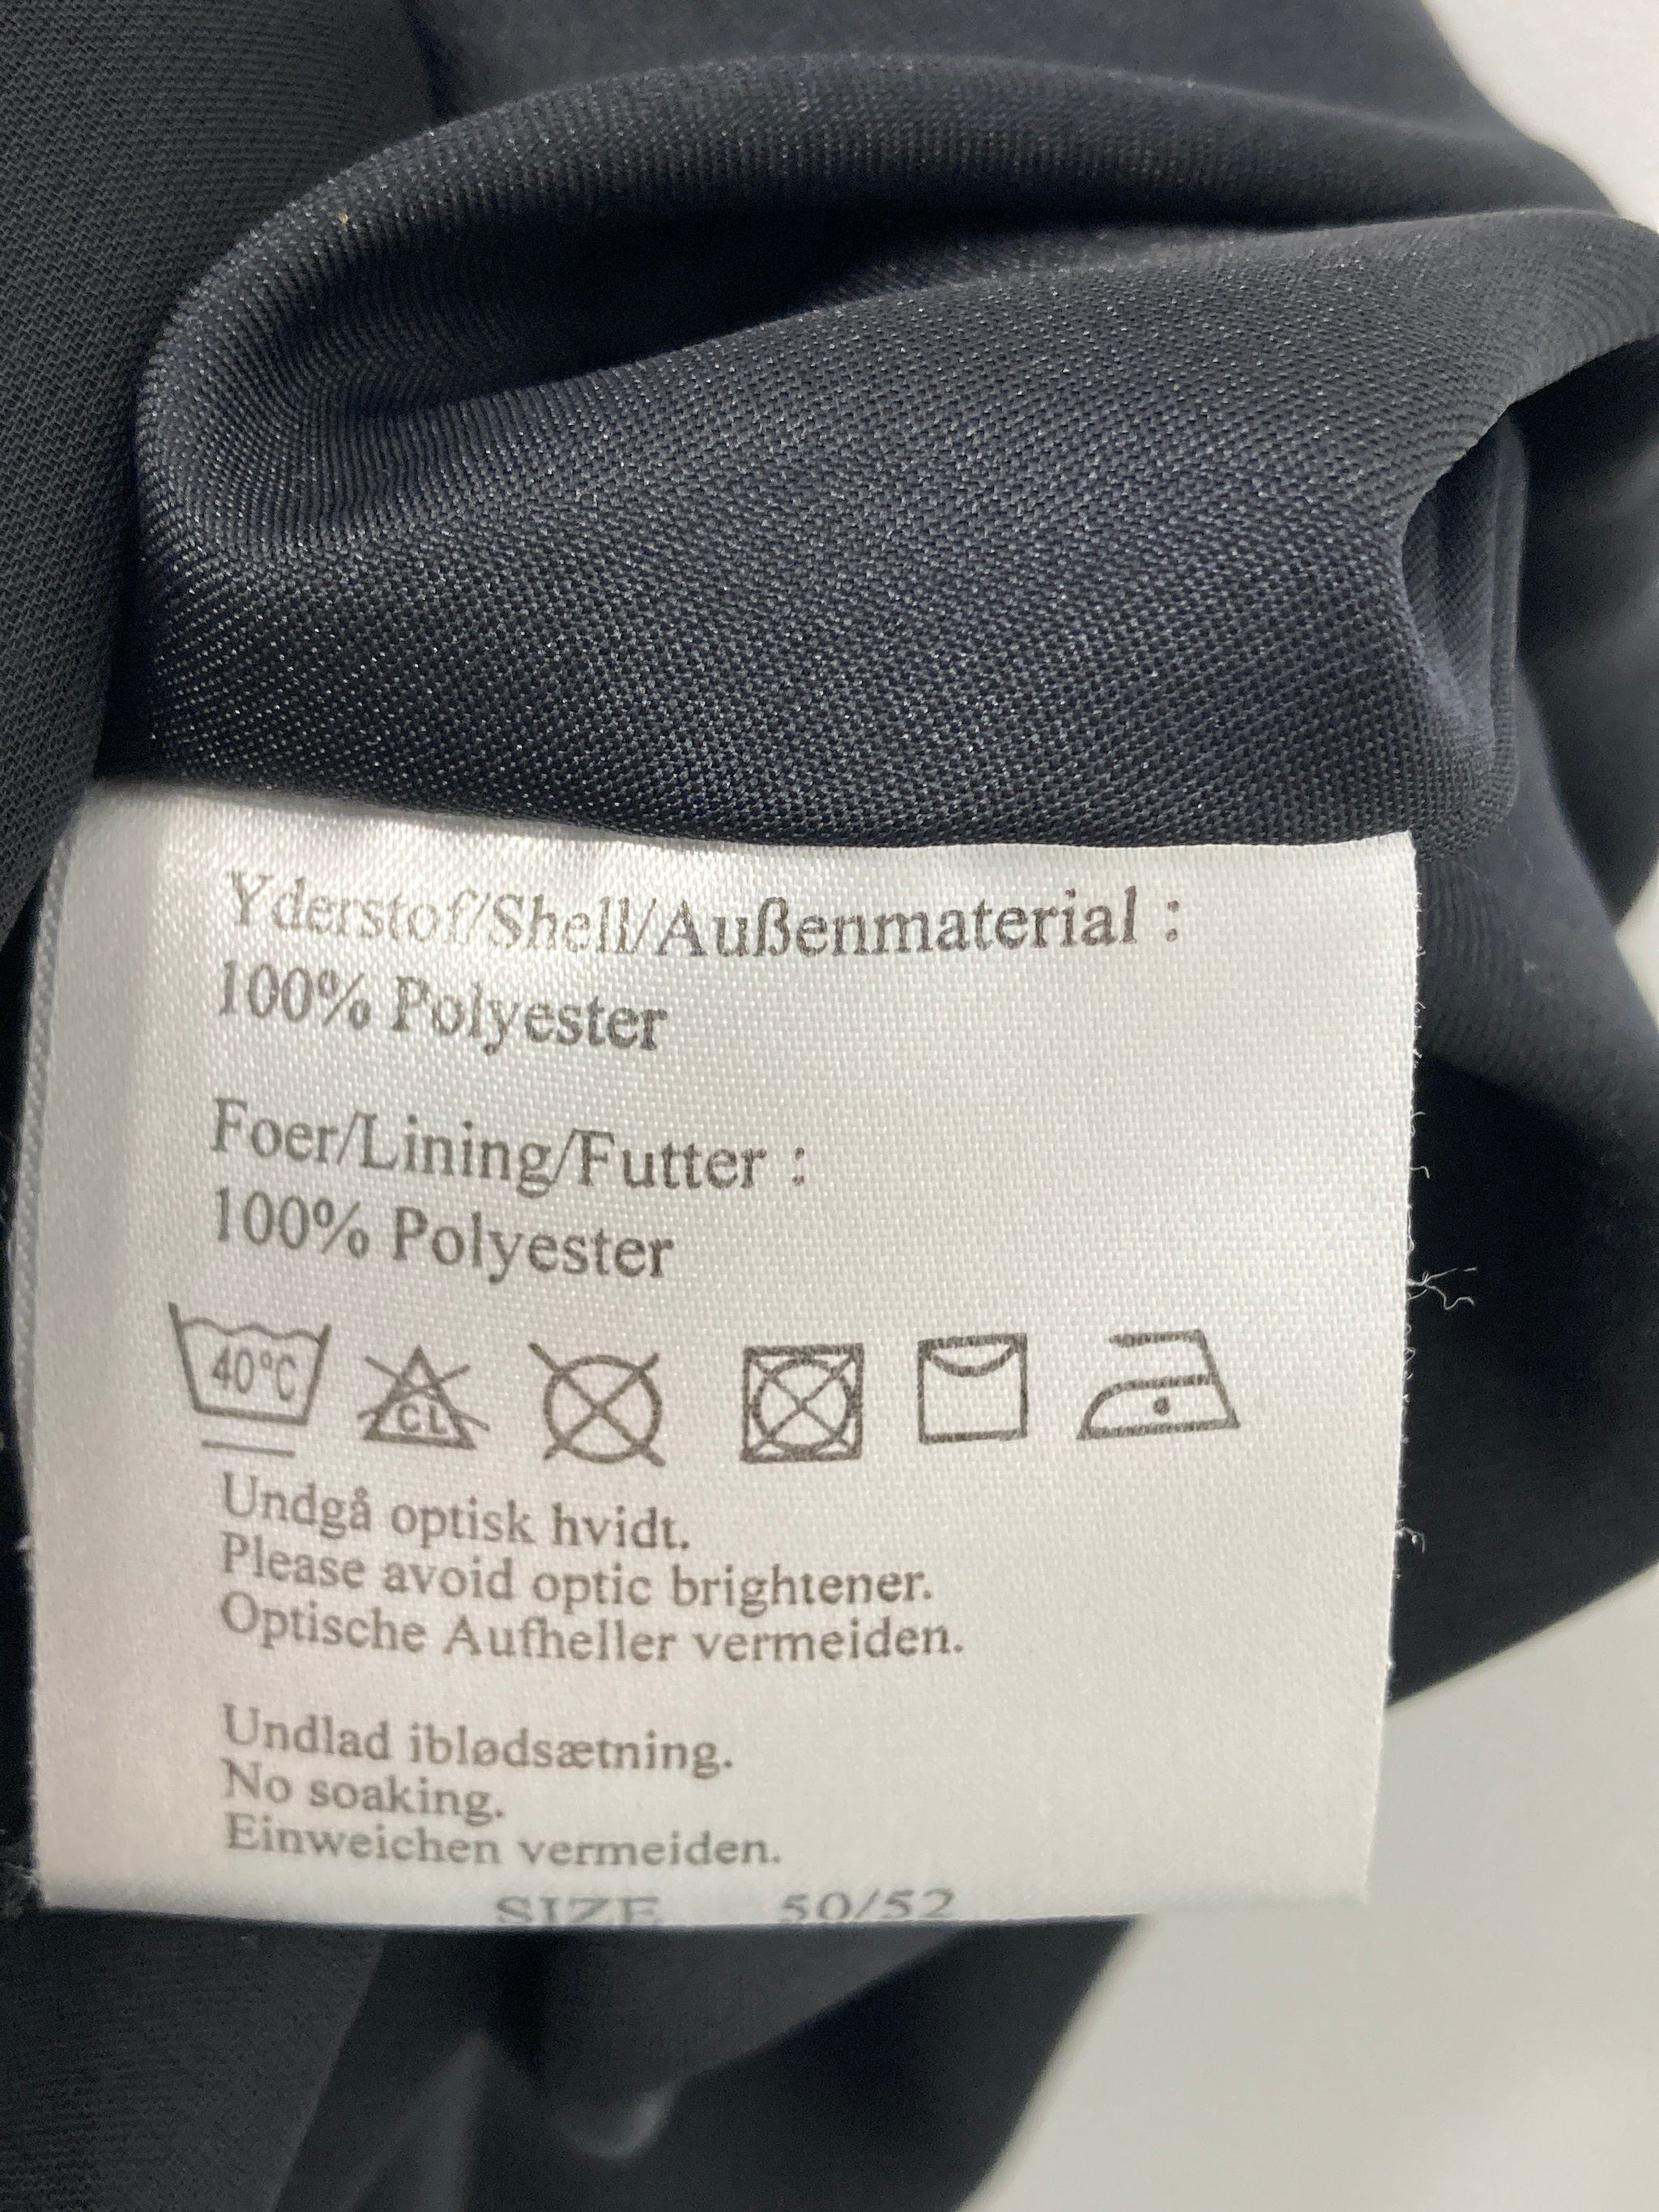 Yderstof/Shell/Außenmaterial :
100% Polyester
Foer/Lining/Futter :
100% Polyester
40°C CL
Undgå optisk hvidt.
Please avoid optic brightener.
Optische Aufheller vermeiden.
Undlad iblødsætning.
No soaking.
Einweichen vermeiden.
SIZE 50/52